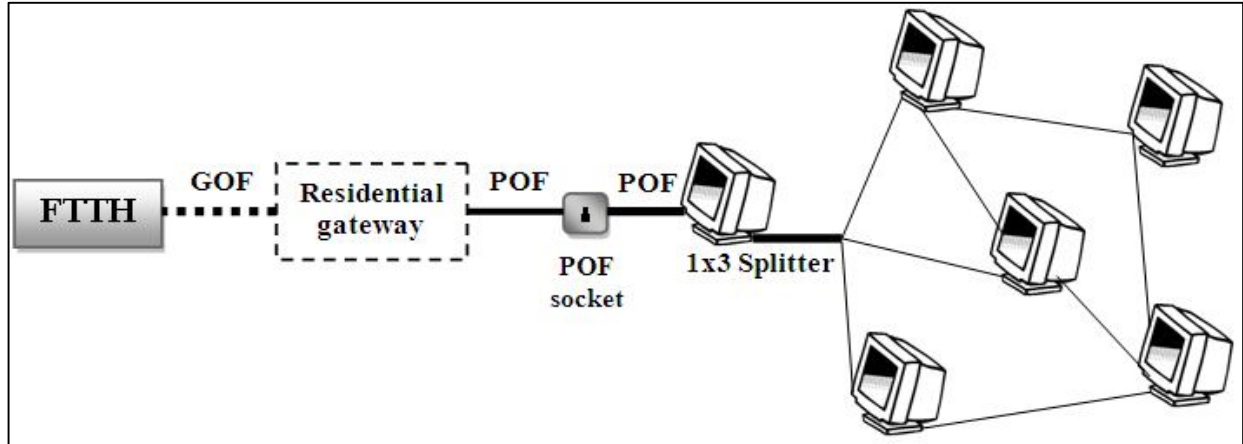 FTTH
GOF
Residential
gateway
POF
POF
POF
socket
1x3 Splitter